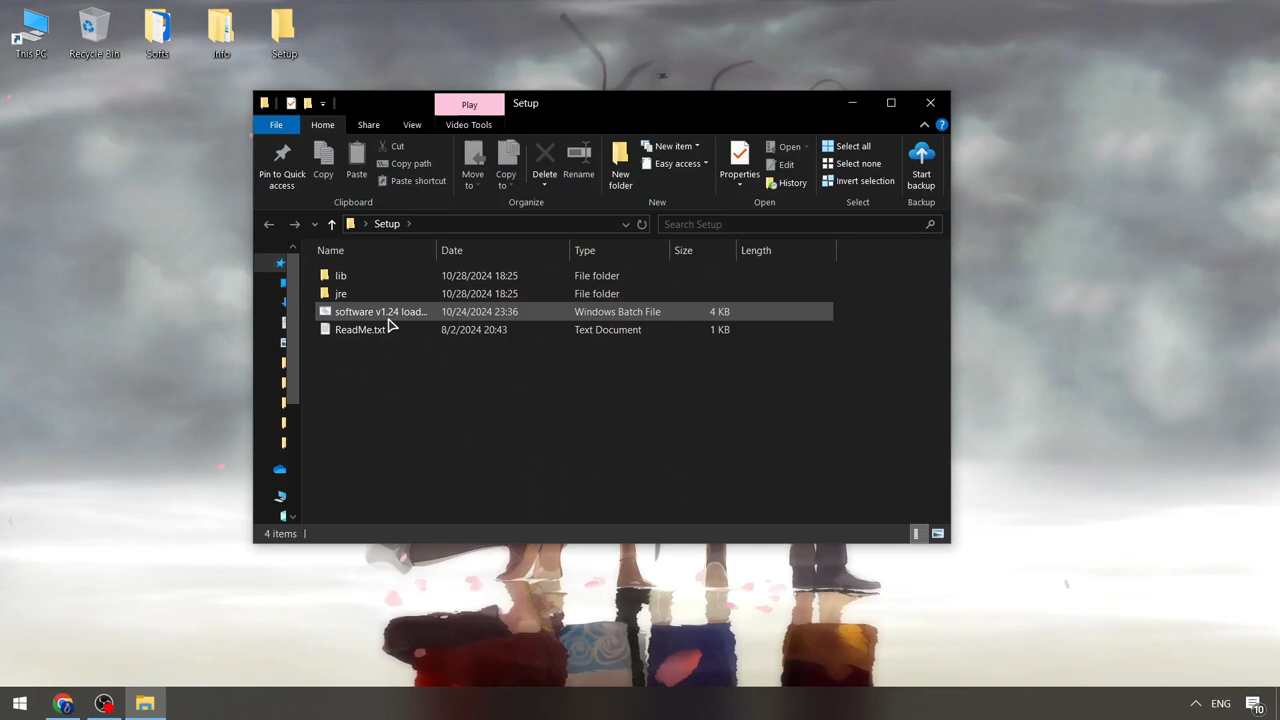 This PC
Recycle Bin
Softs
Info
Setup
Play
Setup
File
Home
Share
View
Video Tools
Pin to Quick access
Copy
Paste
Cut
Copy path
Paste shortcut
Clipboard
Move to
Copy to
Delete
Rename
Organize
New folder
New item
Easy access
New
Properties
Open
Edit
History
Open
Select all
Select none
Invert selection
Select
Start backup
Backup
Setup
Search Setup
Name Date Type Size Length
lib 10/28/2024 18:25 File folder
jre 10/28/2024 18:25 File folder
software v1.24 load... 10/24/2024 23:36 Windows Batch File 4 KB
ReadMe.txt 8/2/2024 20:43 Text Document 1 KB
4 items
ENG
10